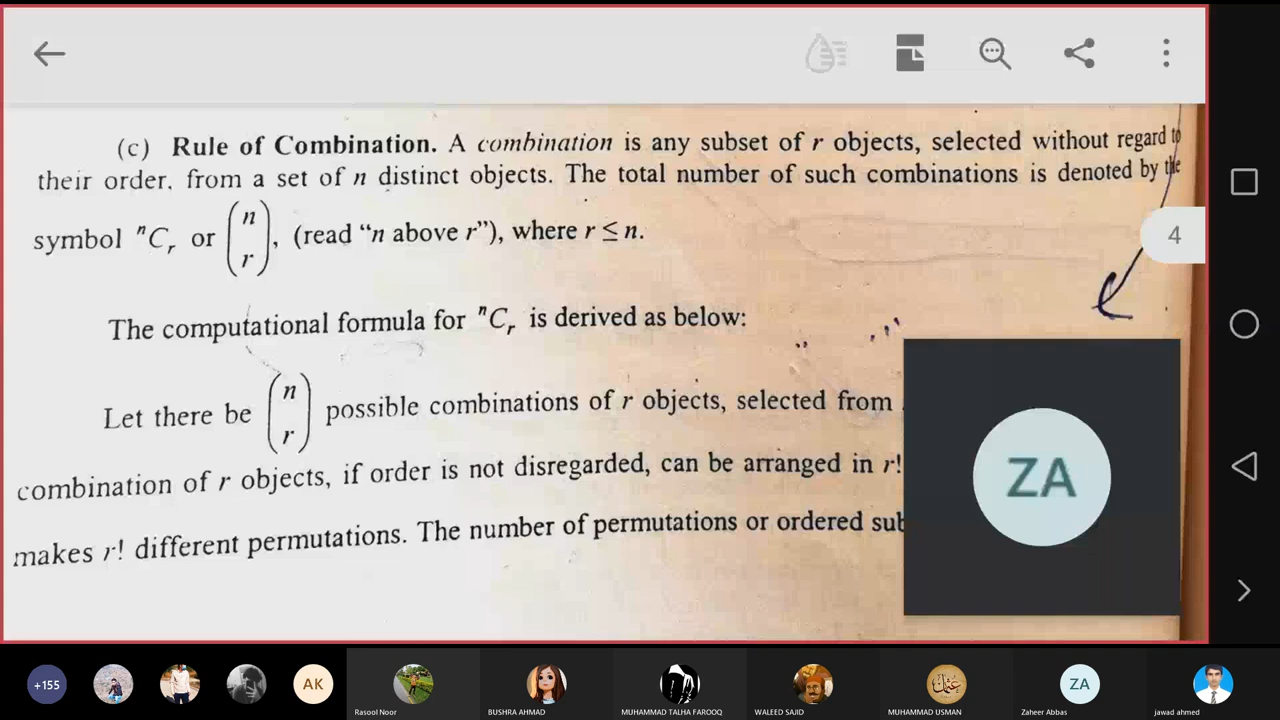 (c) Rule of Combination. A combination is any subset of r objects, selected without regard to
their order, from a set of n distinct objects. The total number of such combinations is denoted by the
symbol ⁿCᵣ or (n r), (read “n above r”), where r ≤ n.
4
The computational formula for ⁿCᵣ is derived as below:
Let there be (n r) possible combinations of r objects, selected from
combination of r objects, if order is not disregarded, can be arranged in r!
makes r! different permutations. The number of permutations or ordered sub
ZA
+155
AK
ZA
Rasool Noor
BUSHRA AHMAD
MUHAMMAD TALHA FAROOQ
WALEED SAJID
MUHAMMAD USMAN
Zaheer Abbas
jawad ahmed